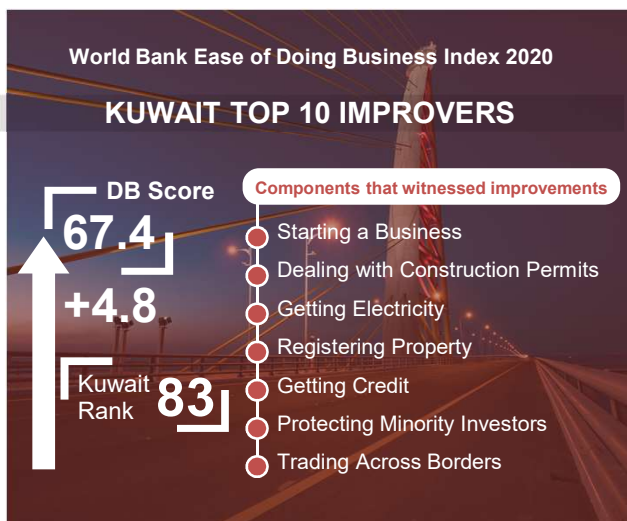 World Bank Ease of Doing Business Index 2020
KUWAIT TOP 10 IMPROVERS
DB Score
67.4
+4.8
Kuwait
Rank
83
Components that witnessed improvements
Starting a Business
Dealing with Construction Permits
Getting Electricity
Registering Property
Getting Credit
Protecting Minority Investors
Trading Across Borders